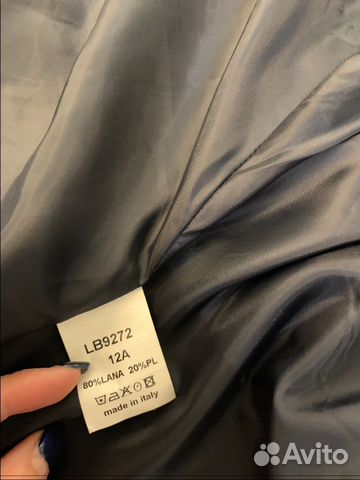 LB9272
12A
80%LANA 20%PL
made in italy
Avito